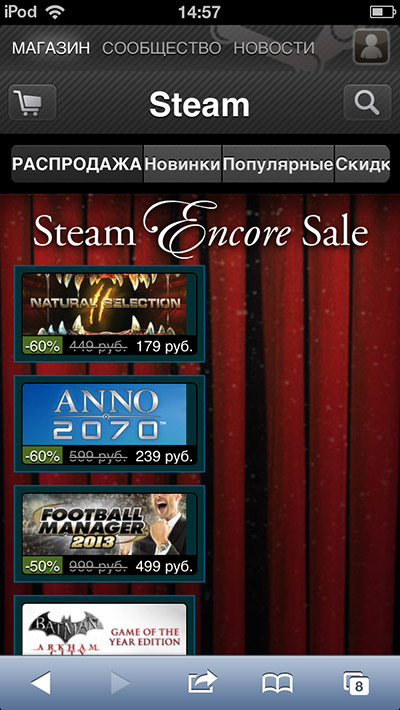 iPod 14:57
МАГАЗИН СООБЩЕСТВО НОВОСТИ
Steam
РАСПРОДАЖА Новинки Популярные Скидк
Steam Encore Sale
NATURAL SELECTION II
-60% 449 руб. 179 руб.
ANNO
2070™
-60% 599 руб. 239 руб.
FOOTBALL
MANAGER
2013
-50% 999 руб. 499 руб.
BATMAN
ARKHAM
CITY
GAME OF THE
YEAR EDITION
8